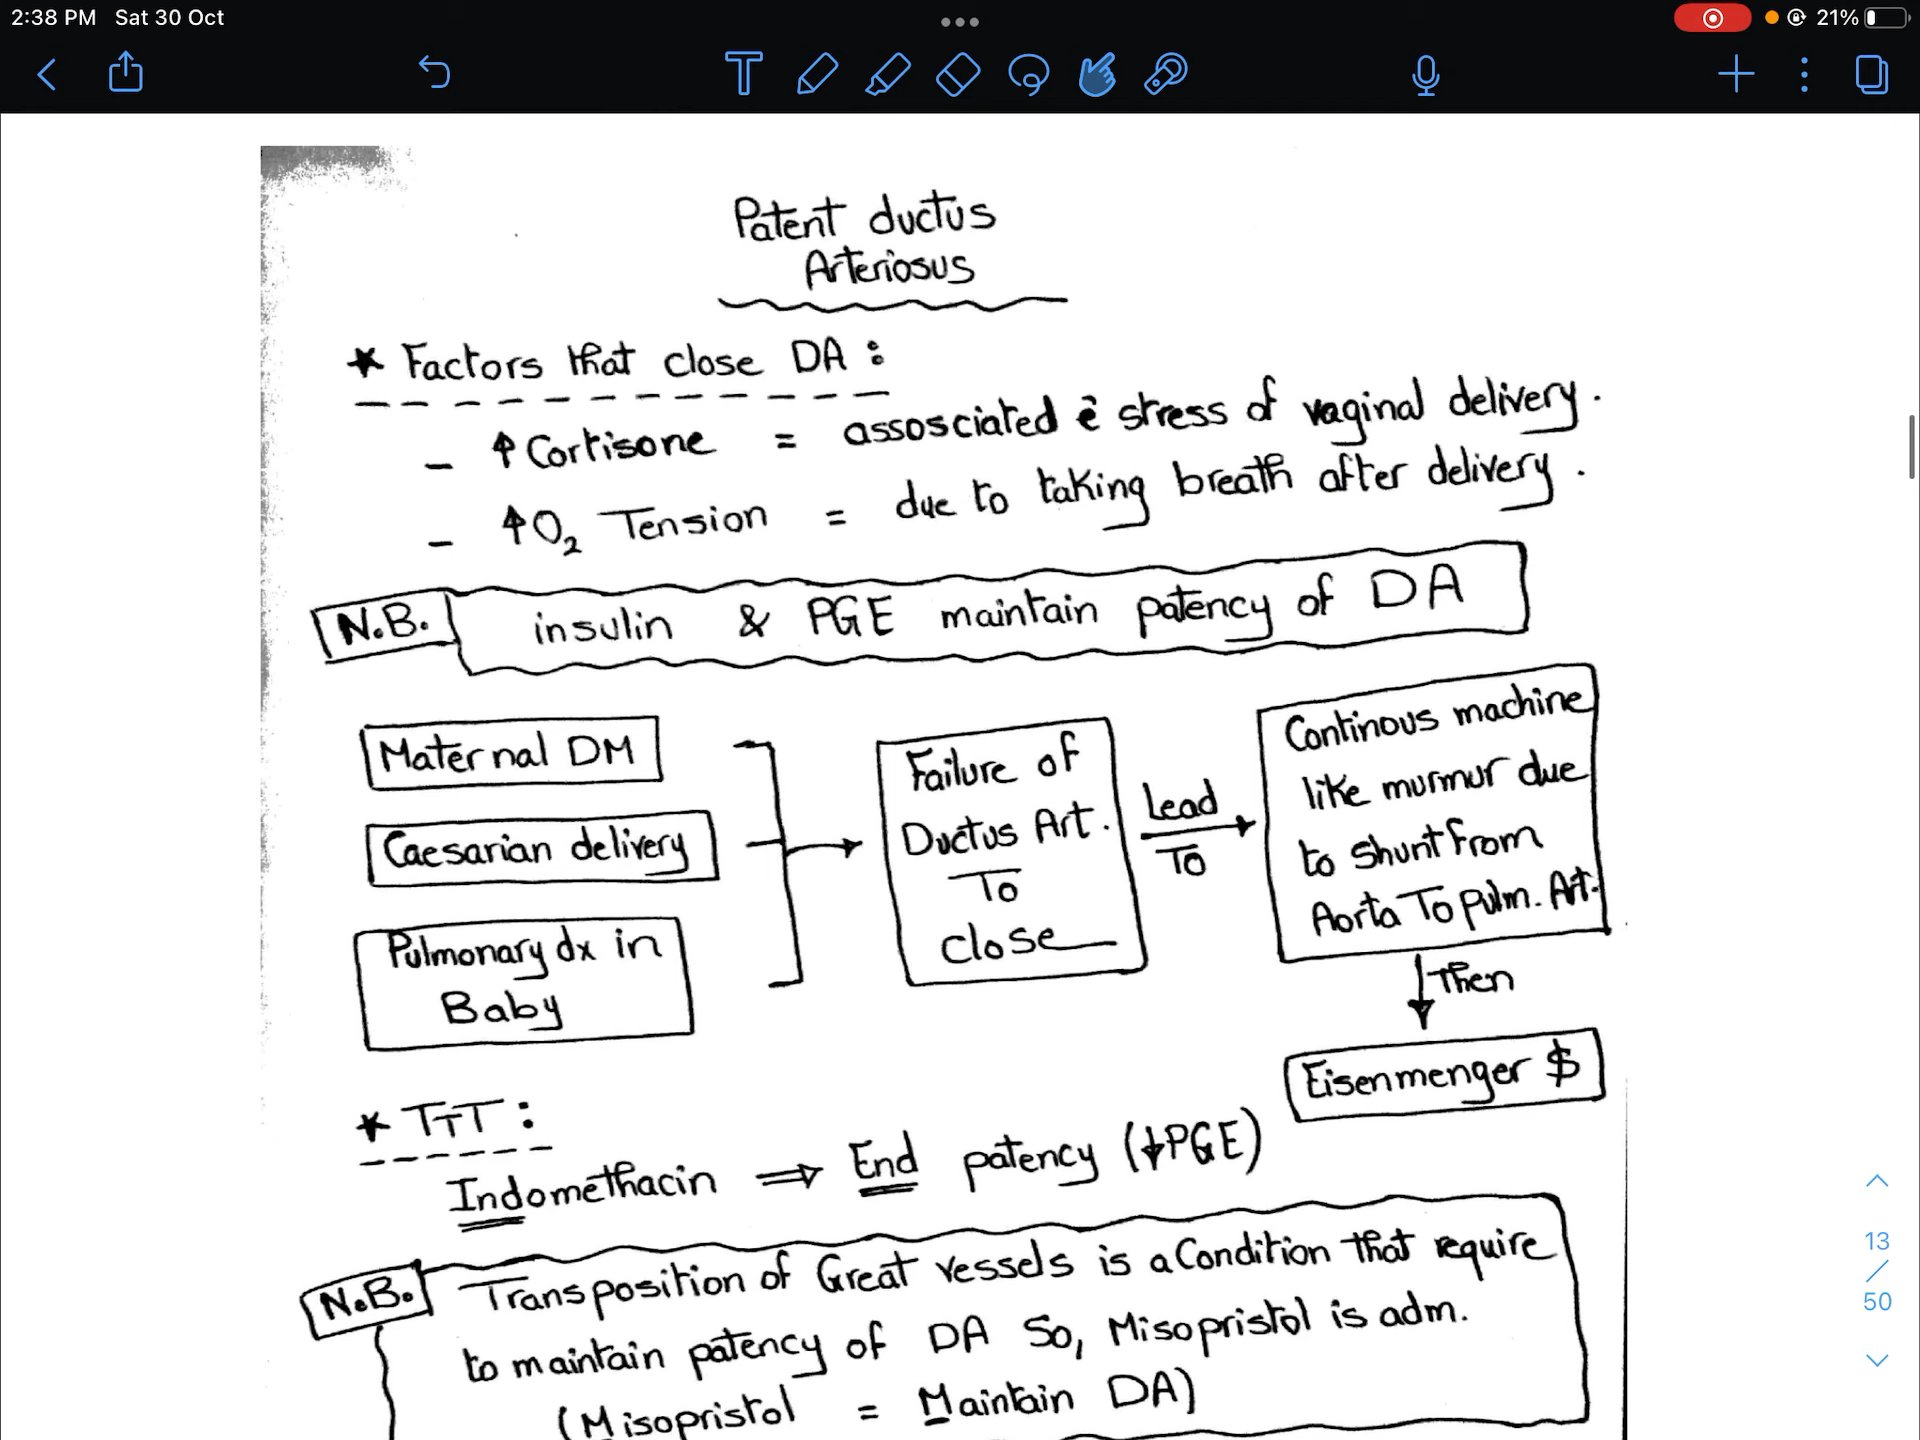 2:38 PM Sat 30 Oct
21%
Patent ductus
Arteriosus
* Factors that close DA :
- ↑ Cortisone = assosciated ē stress of vaginal delivery.
- ↑ O₂ Tension = due to taking breath after delivery.
N.B. insulin & PGE maintain patency of DA
Maternal DM
Caesarian delivery
Pulmonary dx in
Baby
Failure of
Ductus Art.
To
close
Lead
To
Continous machine
like murmur due
to shunt from
Aorta To pulm. Art.
Then
Eisenmenger $
* TTT :
Indomethacin ⇒ End patency (↓PGE)
N.B. Transposition of Great vessels is a Condition that require
to maintain patency of DA So, Misopristol is adm.
(Misopristol = Maintain DA)
13
/
50